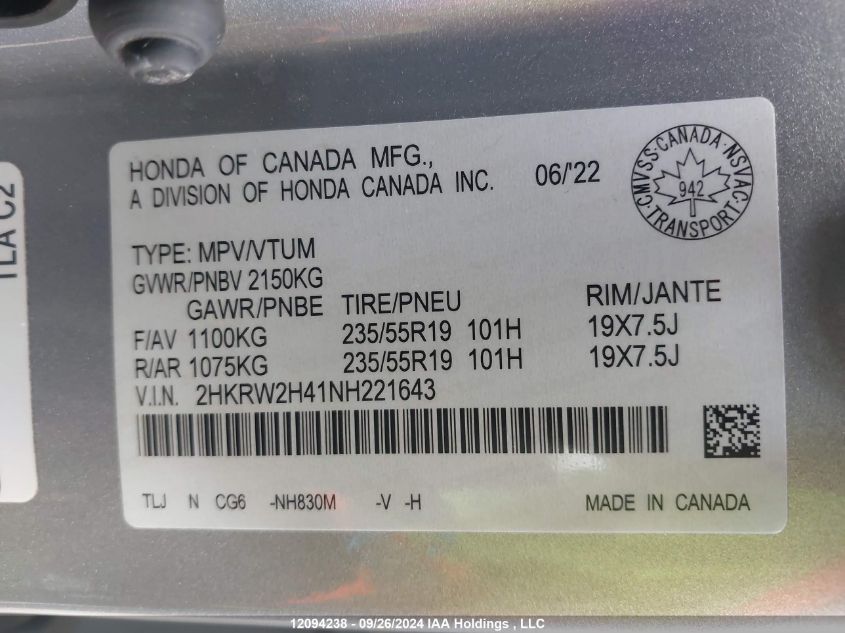 HONDA OF CANADA MFG.,
A DIVISION OF HONDA CANADA INC. 06/'22
CMVSS · CANADA · NSVAC · TRANSPORT ·
942
TYPE: MPV/VTUM
GVWR/PNBV 2150KG
GAWR/PNBE TIRE/PNEU RIM/JANTE
F/AV 1100KG 235/55R19 101H 19X7.5J
R/AR 1075KG 235/55R19 101H 19X7.5J
V.I.N. 2HKRW2H41NH221643
TLJ N CG6 -NH830M -V -H MADE IN CANADA
TLA C2
12094238 - 09/26/2024 IAA Holdings , LLC